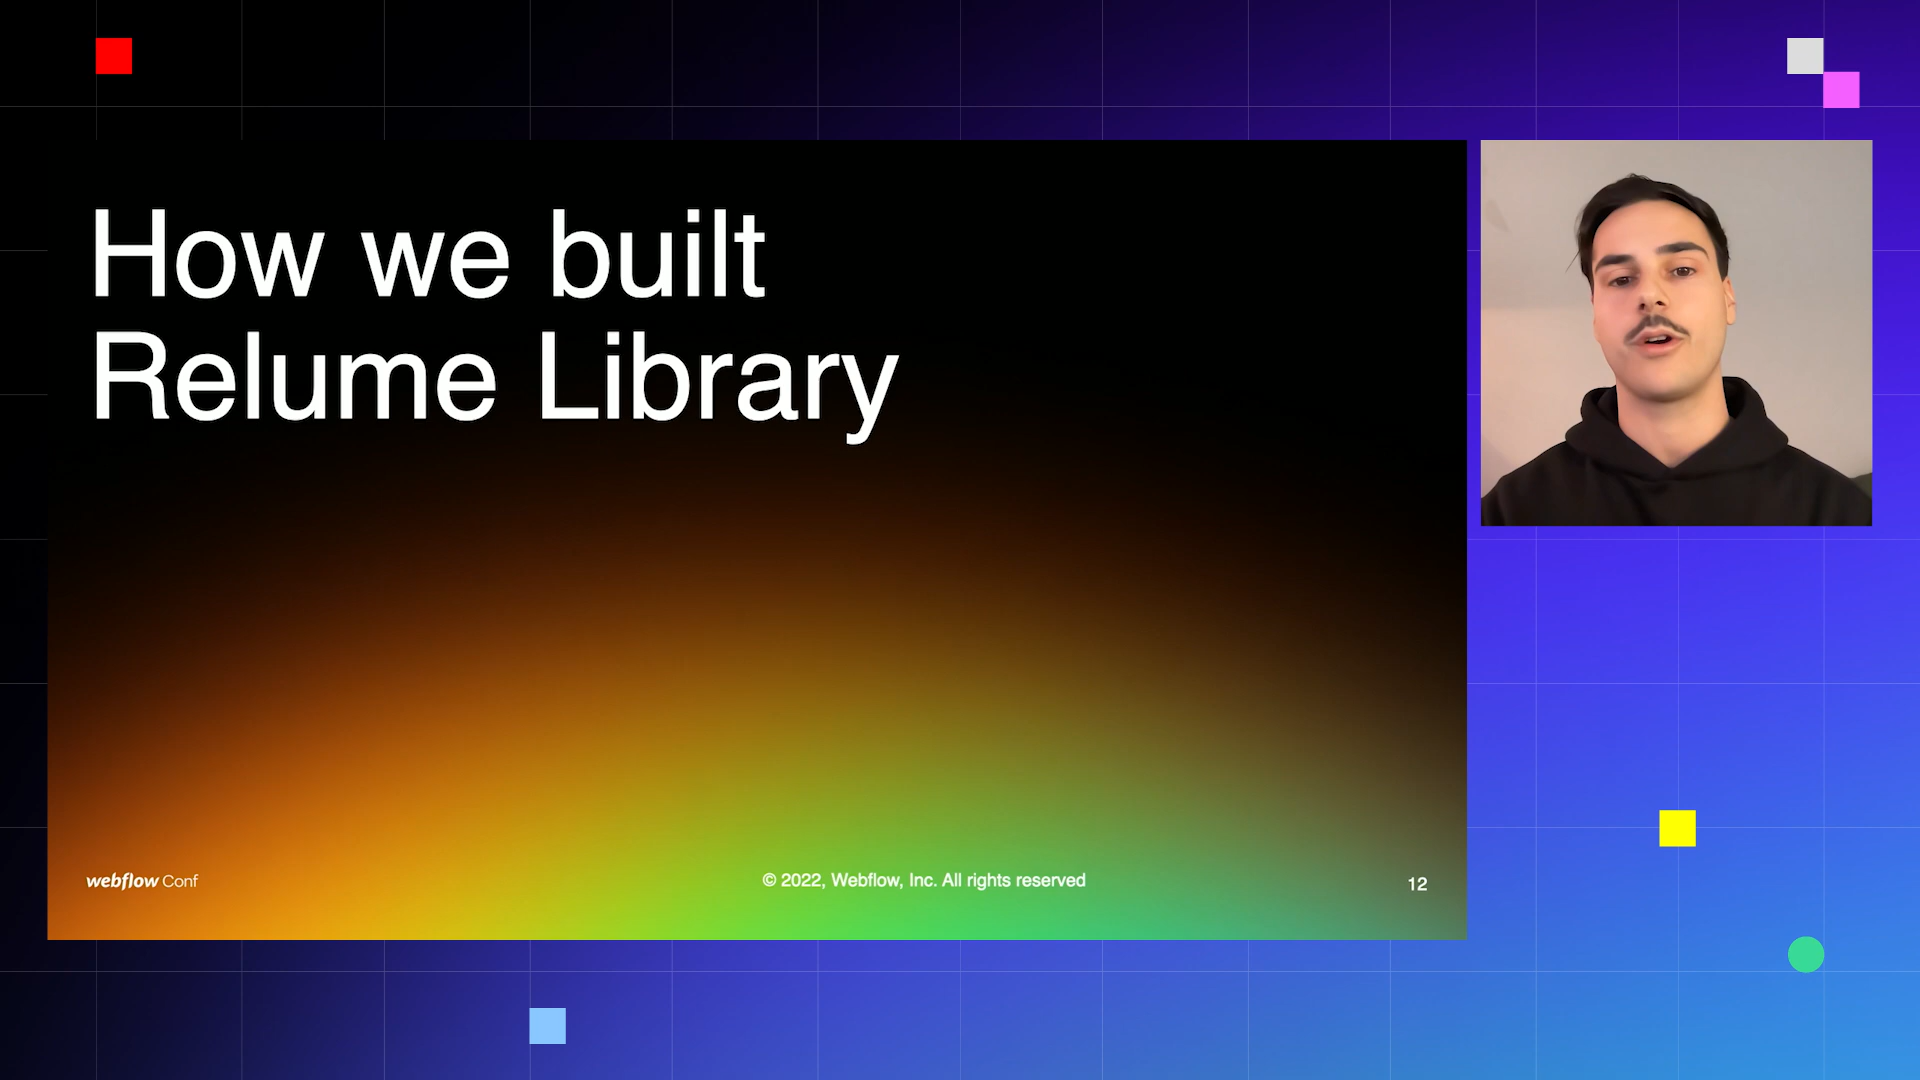 How we built
Relume Library
webflow Conf
© 2022, Webflow, Inc. All rights reserved
12